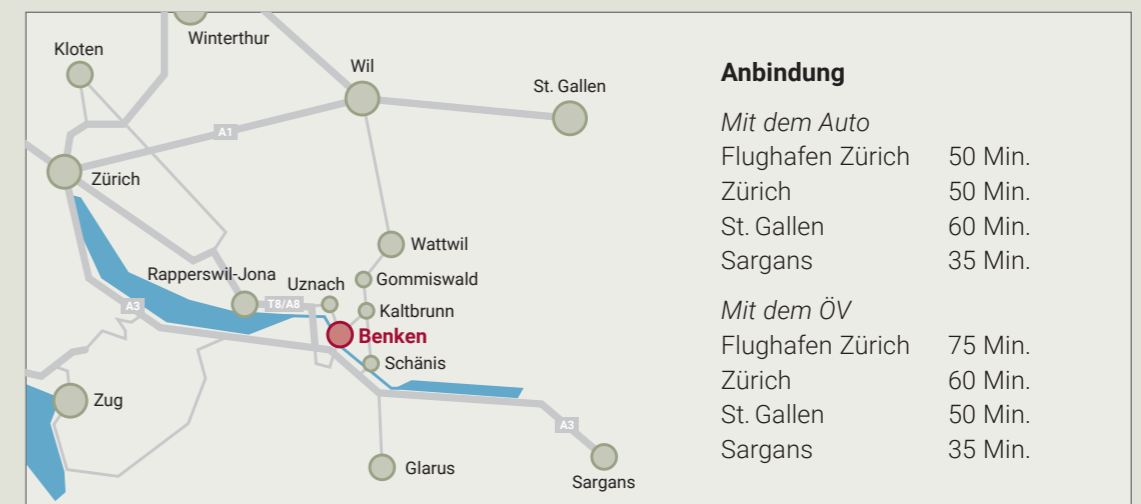 Winterthur
Kloten
Wil
St. Gallen
A1
Zürich
Wattwil
Rapperswil-Jona
Uznach
Gommiswald
A3
T8/A8
Kaltbrunn
Benken
Schänis
Zug
A3
Glarus
Sargans
Anbindung
Mit dem Auto
Flughafen Zürich 50 Min.
Zürich 50 Min.
St. Gallen 60 Min.
Sargans 35 Min.
Mit dem ÖV
Flughafen Zürich 75 Min.
Zürich 60 Min.
St. Gallen 50 Min.
Sargans 35 Min.